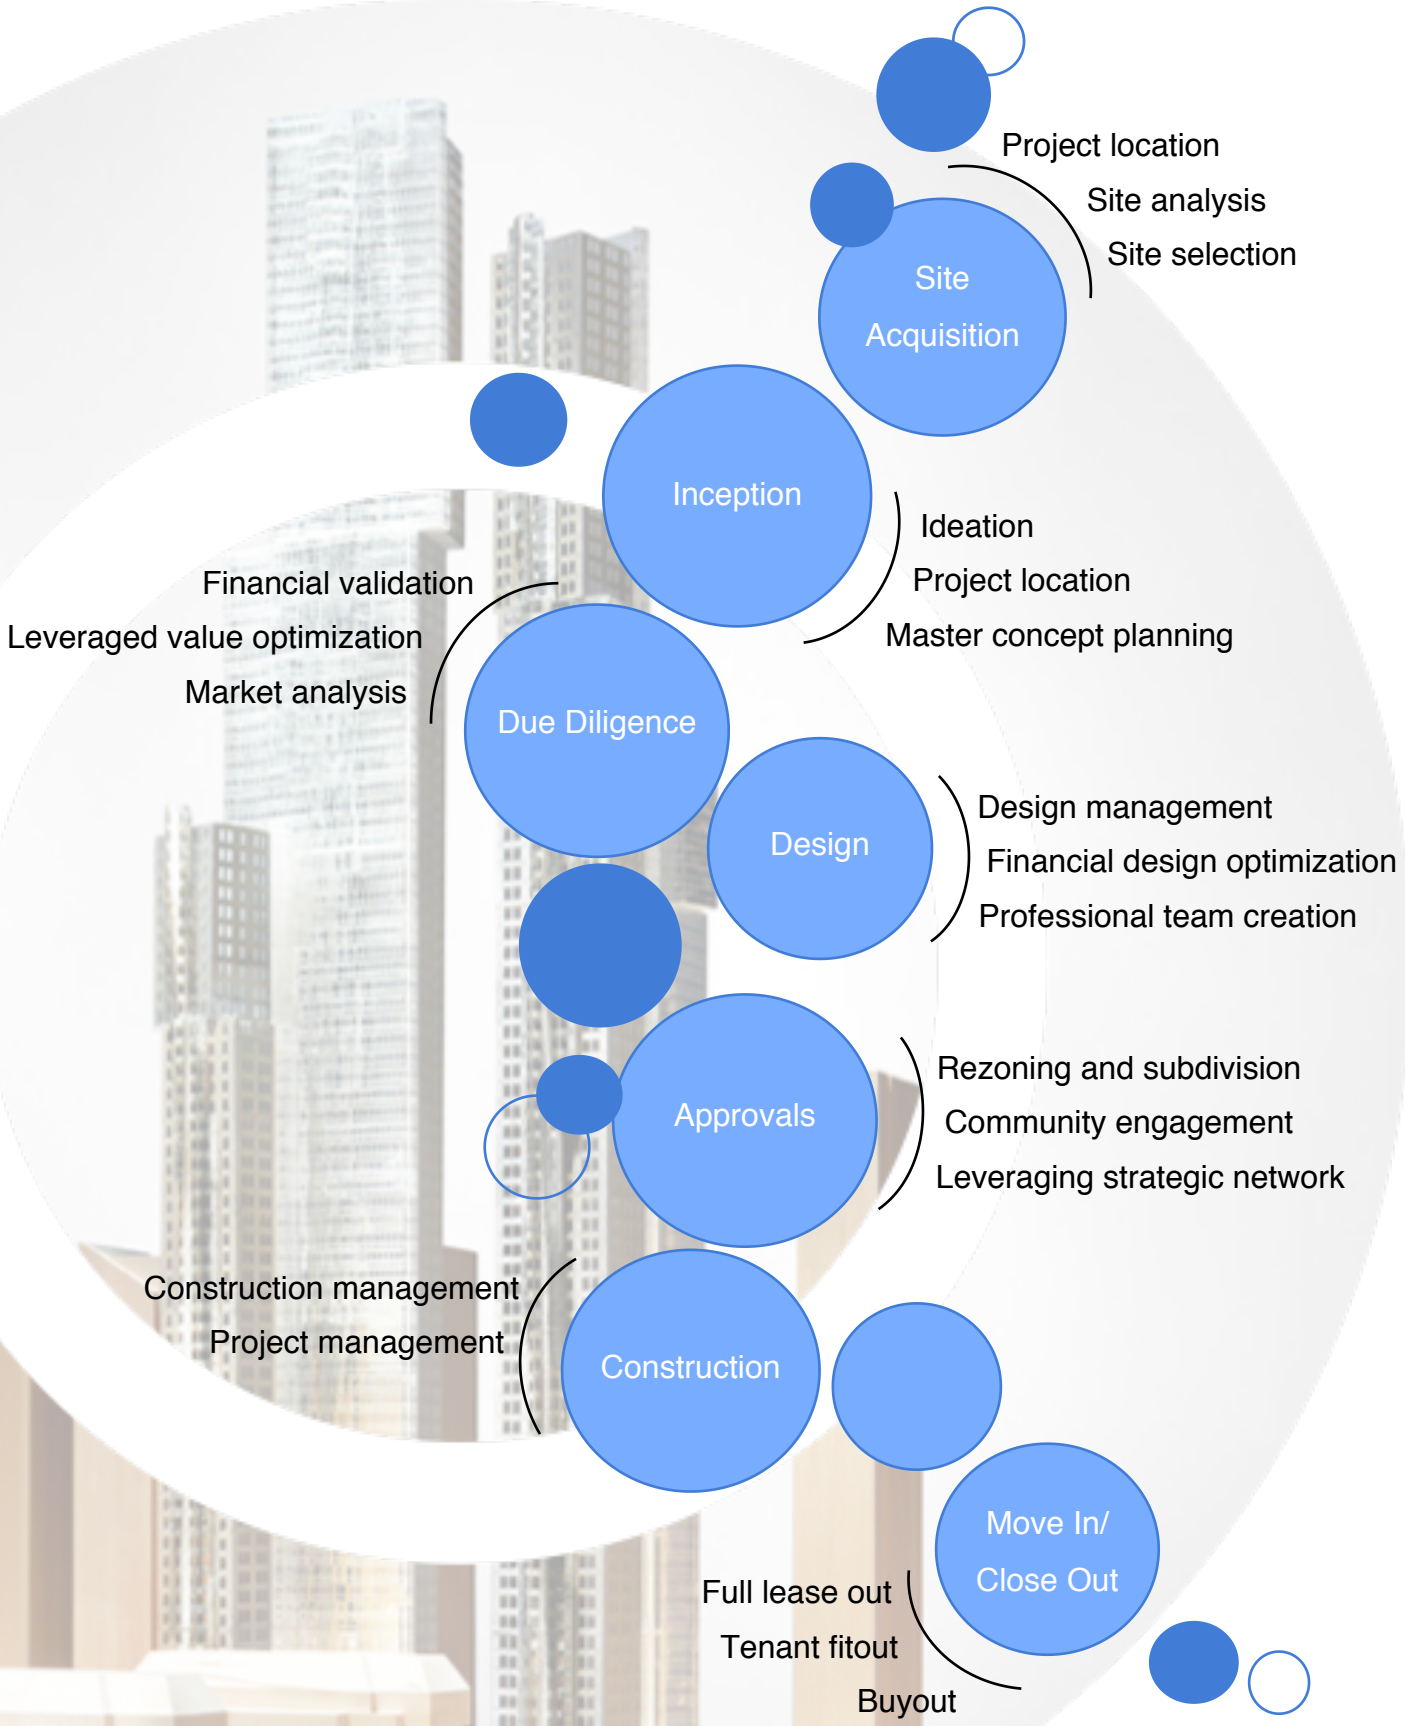 Project location
Site analysis
Site selection
Site
Acquisition
Inception
Ideation
Project location
Master concept planning
Financial validation
Leveraged value optimization
Market analysis
Due Diligence
Design
Design management
Financial design optimization
Professional team creation
Approvals
Rezoning and subdivision
Community engagement
Leveraging strategic network
Construction management
Project management
Construction
Move In/
Close Out
Full lease out
Tenant fitout
Buyout